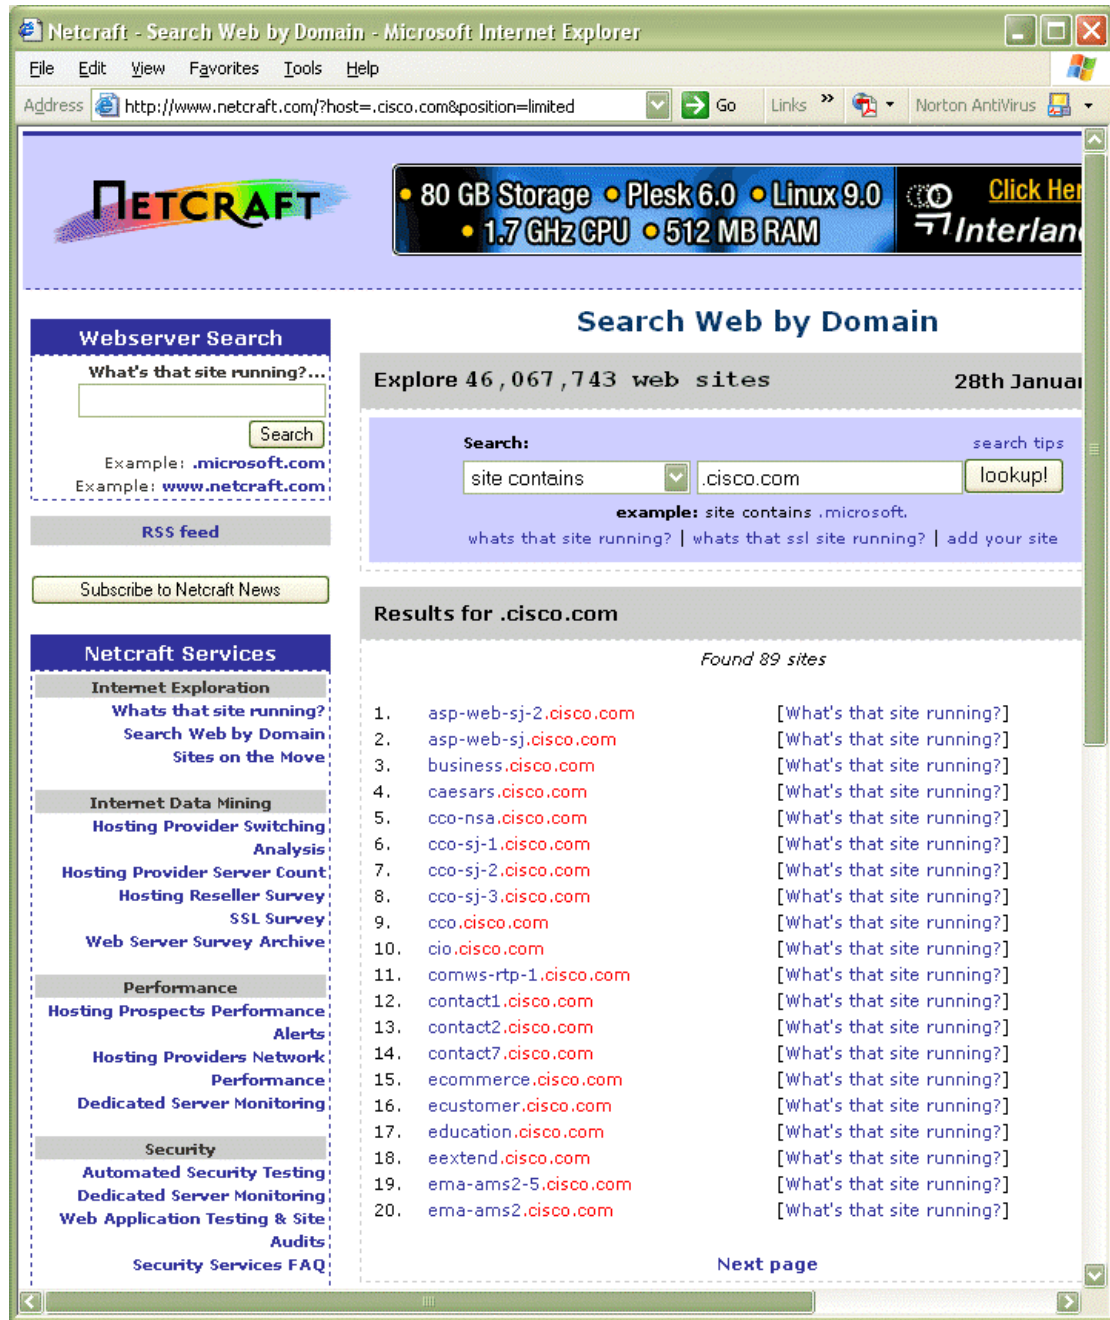 Netcraft - Search Web by Domain - Microsoft Internet Explorer
File Edit View Favorites Tools Help
Address http://www.netcraft.com/?host=.cisco.com&position=limited Go Links » Norton AntiVirus
NETCRAFT
• 80 GB Storage • Plesk 6.0 • Linux 9.0
• 1.7 GHz CPU • 512 MB RAM
Click Her
Interlan
Webserver Search
What's that site running?...
Search
Example: .microsoft.com
Example: www.netcraft.com
RSS feed
Subscribe to Netcraft News
Netcraft Services
Internet Exploration
Whats that site running?
Search Web by Domain
Sites on the Move
Internet Data Mining
Hosting Provider Switching
Analysis
Hosting Provider Server Count
Hosting Reseller Survey
SSL Survey
Web Server Survey Archive
Performance
Hosting Prospects Performance
Alerts
Hosting Providers Network
Performance
Dedicated Server Monitoring
Security
Automated Security Testing
Dedicated Server Monitoring
Web Application Testing & Site
Audits
Security Services FAQ
Search Web by Domain
Explore 46,067,743 web sites 28th Januar
Search: search tips
site contains .cisco.com lookup!
example: site contains .microsoft.
whats that site running? | whats that ssl site running? | add your site
Results for .cisco.com
Found 89 sites
1. asp-web-sj-2.cisco.com [What's that site running?]
2. asp-web-sj.cisco.com [What's that site running?]
3. business.cisco.com [What's that site running?]
4. caesars.cisco.com [What's that site running?]
5. cco-nsa.cisco.com [What's that site running?]
6. cco-sj-1.cisco.com [What's that site running?]
7. cco-sj-2.cisco.com [What's that site running?]
8. cco-sj-3.cisco.com [What's that site running?]
9. cco.cisco.com [What's that site running?]
10. cio.cisco.com [What's that site running?]
11. comws-rtp-1.cisco.com [What's that site running?]
12. contact1.cisco.com [What's that site running?]
13. contact2.cisco.com [What's that site running?]
14. contact7.cisco.com [What's that site running?]
15. ecommerce.cisco.com [What's that site running?]
16. ecustomer.cisco.com [What's that site running?]
17. education.cisco.com [What's that site running?]
18. eextend.cisco.com [What's that site running?]
19. ema-ams2-5.cisco.com [What's that site running?]
20. ema-ams2.cisco.com [What's that site running?]
Next page